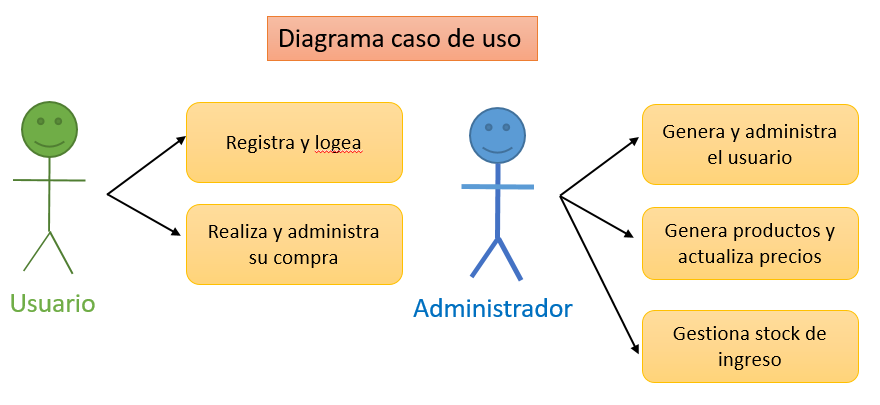 Diagrama caso de uso
Registra y logea
Realiza y administra
su compra
Usuario
Genera y administra
el usuario
Genera productos y
actualiza precios
Gestiona stock de
ingreso
Administrador